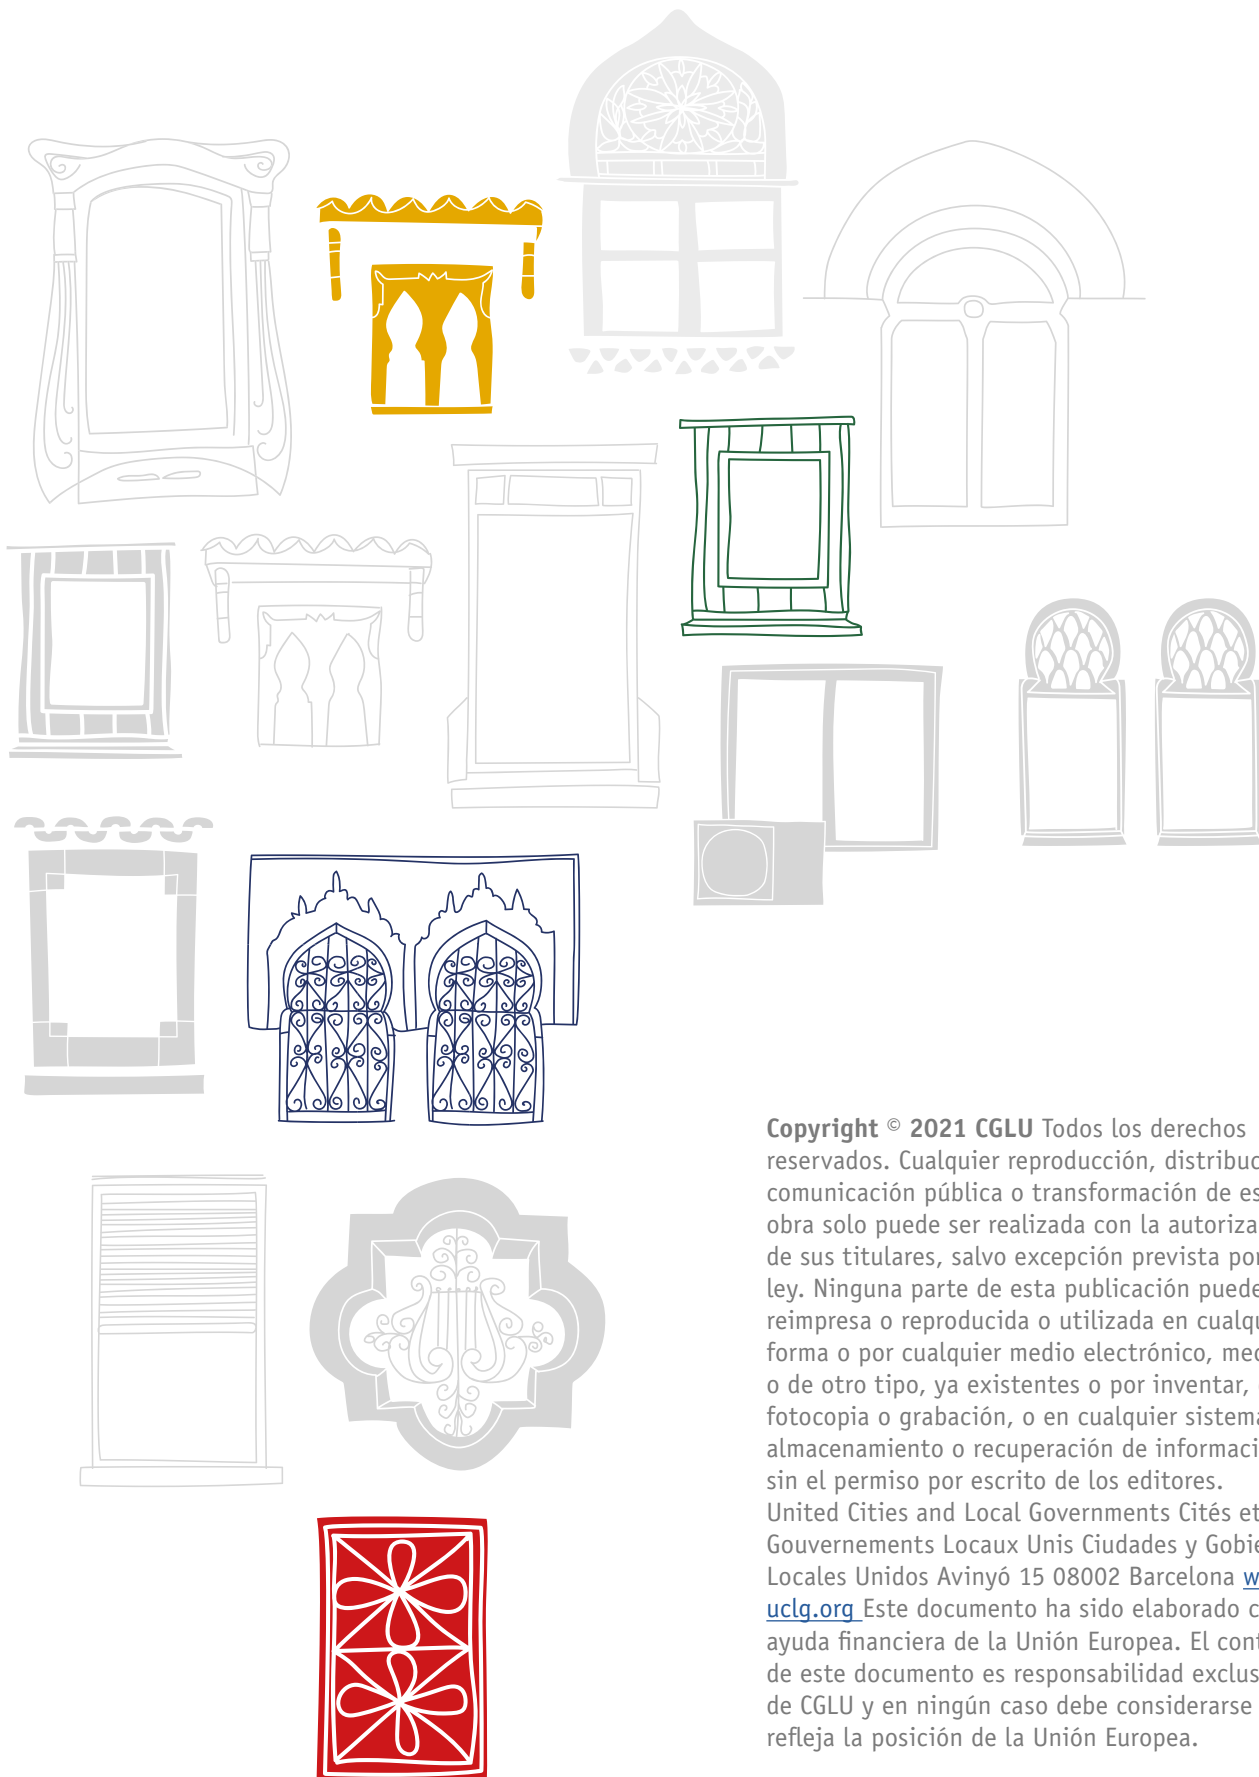 Copyright © 2021 CGLU Todos los derechos
reservados. Cualquier reproducción, distribuc
comunicación pública o transformación de es
obra solo puede ser realizada con la autoriza
de sus titulares, salvo excepción prevista por
ley. Ninguna parte de esta publicación puede
reimpresa o reproducida o utilizada en cualqu
forma o por cualquier medio electrónico, mec
o de otro tipo, ya existentes o por inventar,
fotocopia o grabación, o en cualquier sistema
almacenamiento o recuperación de informaci
sin el permiso por escrito de los editores.
United Cities and Local Governments Cités et
Gouvernements Locaux Unis Ciudades y Gobie
Locales Unidos Avinyó 15 08002 Barcelona w
uclg.org Este documento ha sido elaborado c
ayuda financiera de la Unión Europea. El cont
de este documento es responsabilidad exclus
de CGLU y en ningún caso debe considerarse
refleja la posición de la Unión Europea.